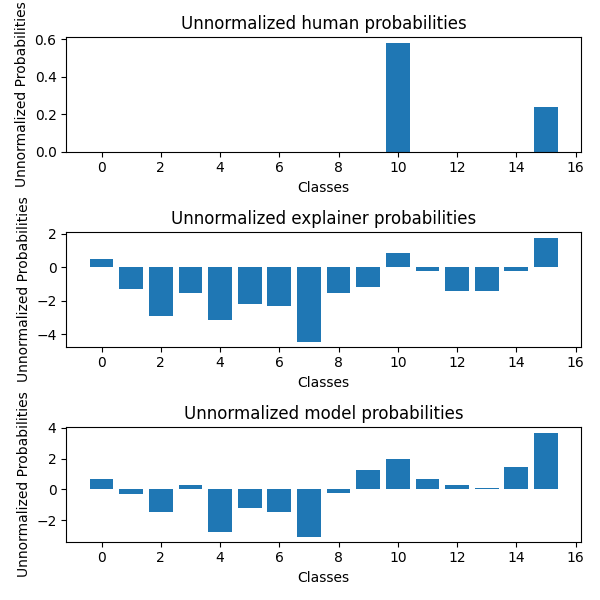 Unnormalized human probabilities
Unnormalized Probabilities
0.6
0.4
0.2
0.0
0 2 4 6 8 10 12 14 16
Classes
Unnormalized explainer probabilities
Unnormalized Probabilities
2
0
−2
−4
0 2 4 6 8 10 12 14 16
Classes
Unnormalized model probabilities
Unnormalized Probabilities
4
2
0
−2
0 2 4 6 8 10 12 14 16
Classes